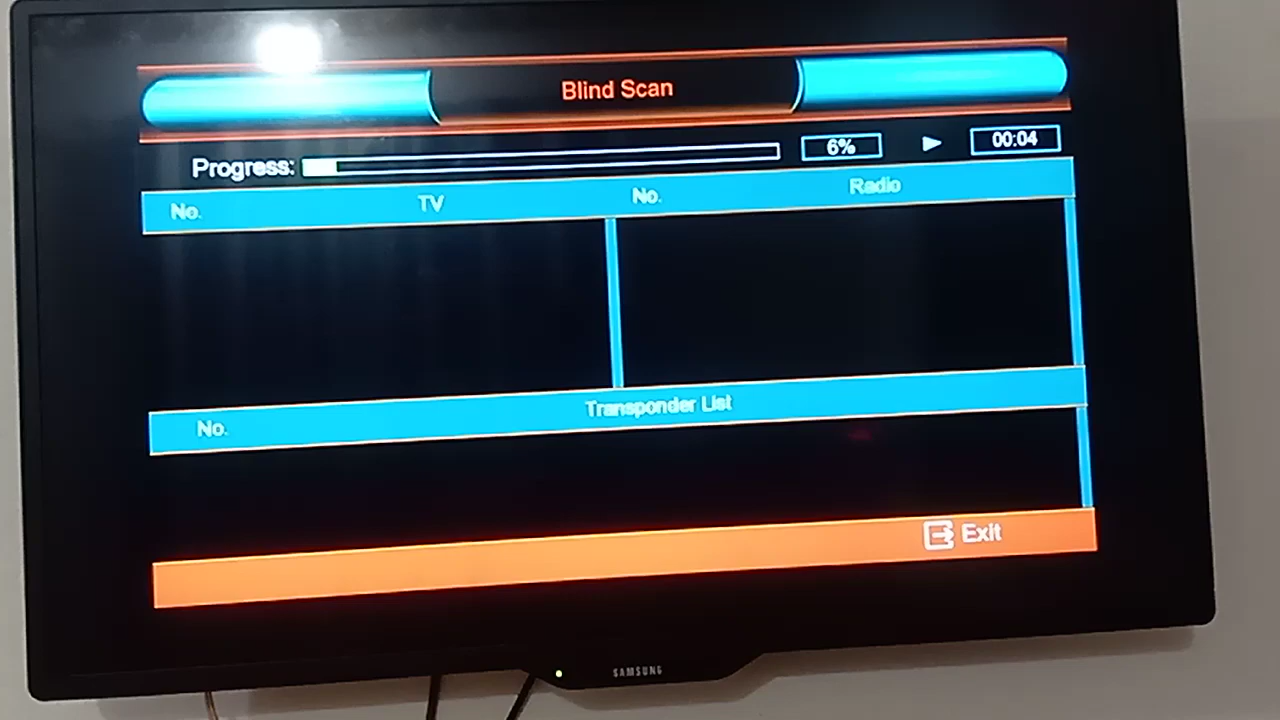 Blind Scan
Progress: 6% 00:04
No. TV No. Radio
No. Transponder List
Exit
SAMSUNG